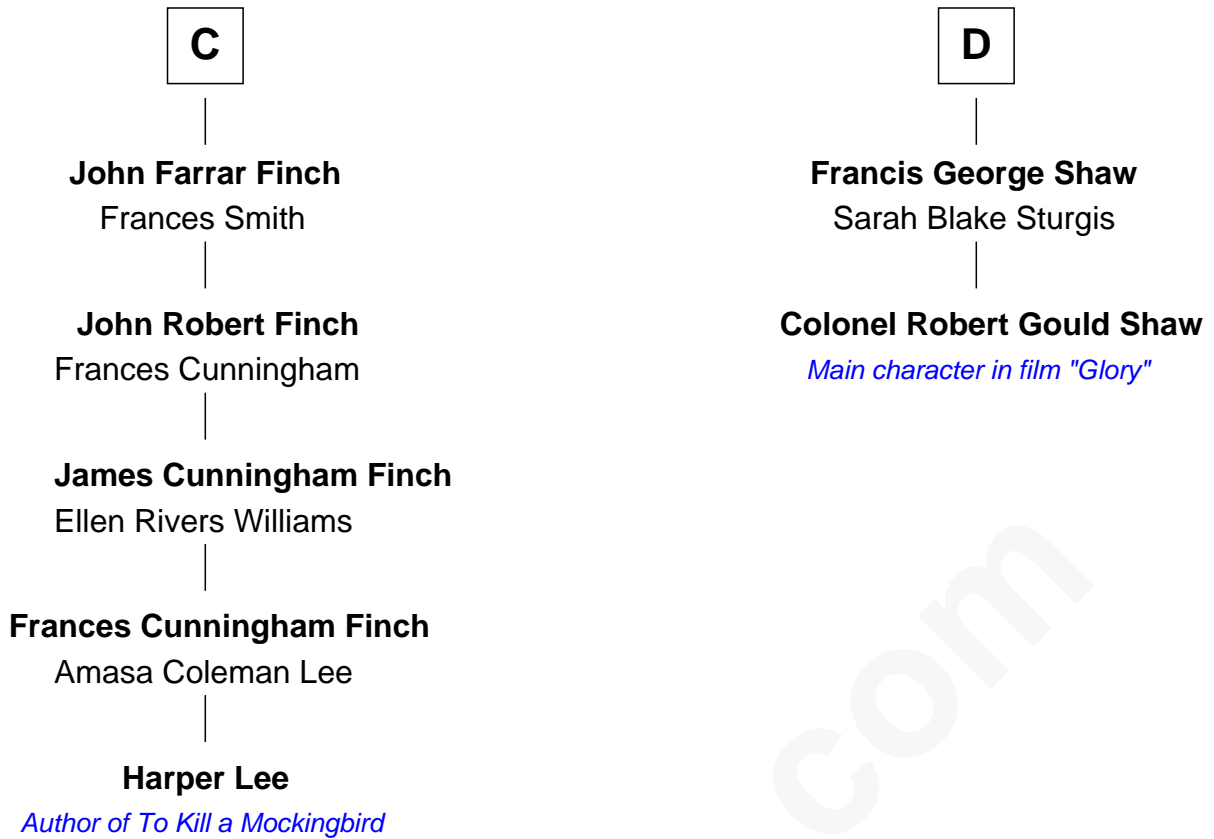 C
John Farrar Finch
Frances Smith
John Robert Finch
Frances Cunningham
James Cunningham Finch
Ellen Rivers Williams
Frances Cunningham Finch
Amasa Coleman Lee
Harper Lee
Author of To Kill a Mockingbird
D
Francis George Shaw
Sarah Blake Sturgis
Colonel Robert Gould Shaw
Main character in film "Glory"
com